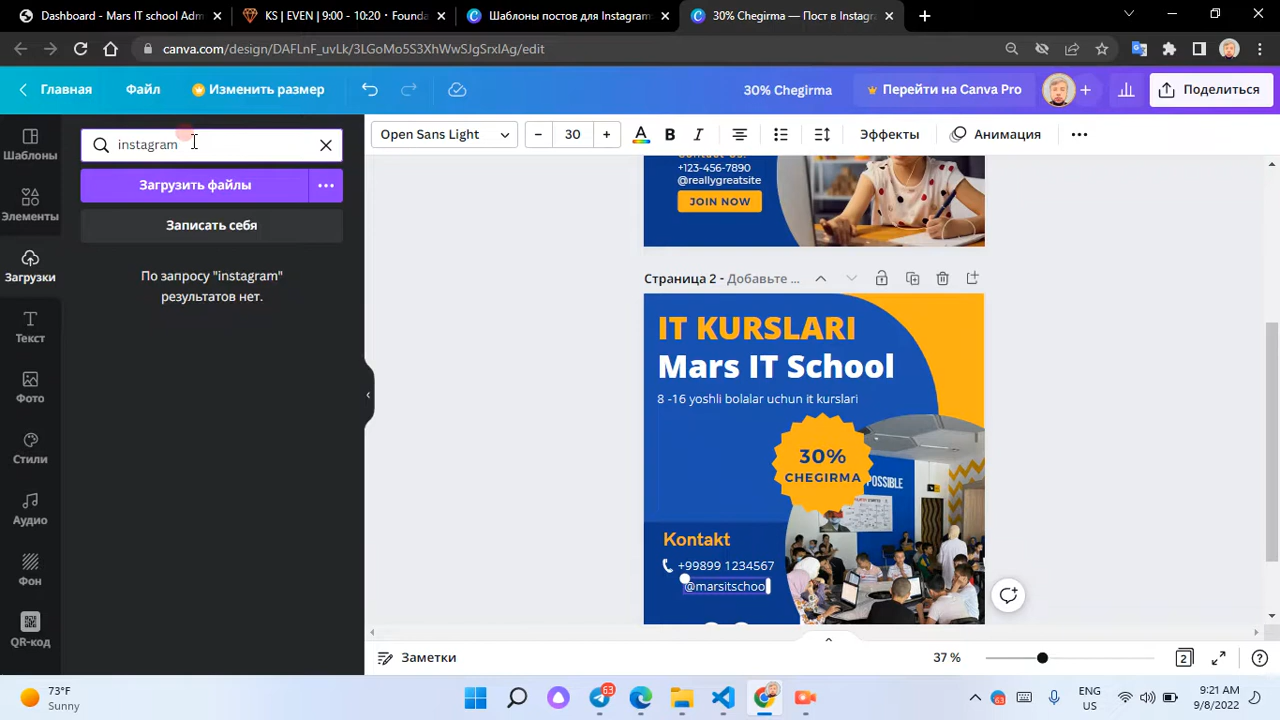 Dashboard - Mars IT school Adm
KS | EVEN | 9:00 - 10:20 · Founda
Шаблоны постов для Instagram
30% Chegirma — Пост в Instagra
canva.com/design/DAFLnF_uvLk/3LGoMo5S3XhWwSJgSrxlAg/edit
Главная
Файл
Изменить размер
30% Chegirma
Перейти на Canva Pro
Поделиться
Шаблоны
Элементы
Загрузки
Текст
Фото
Стили
Аудио
Фон
QR-код
instagram
Загрузить файлы
Записать себя
По запросу "instagram"
результатов нет.
Open Sans Light
30
Эффекты
Анимация
+123-456-7890
@reallygreatsite
JOIN NOW
Страница 2 - Добавьте ...
IT KURSLARI
Mars IT School
8 -16 yoshli bolalar uchun it kurslari
30%
CHEGIRMA
POSSIBLE
Kontakt
+99899 1234567
@marsitschool
Заметки
37 %
2
73°F
Sunny
63
63
ENG
US
9:21 AM
9/8/2022